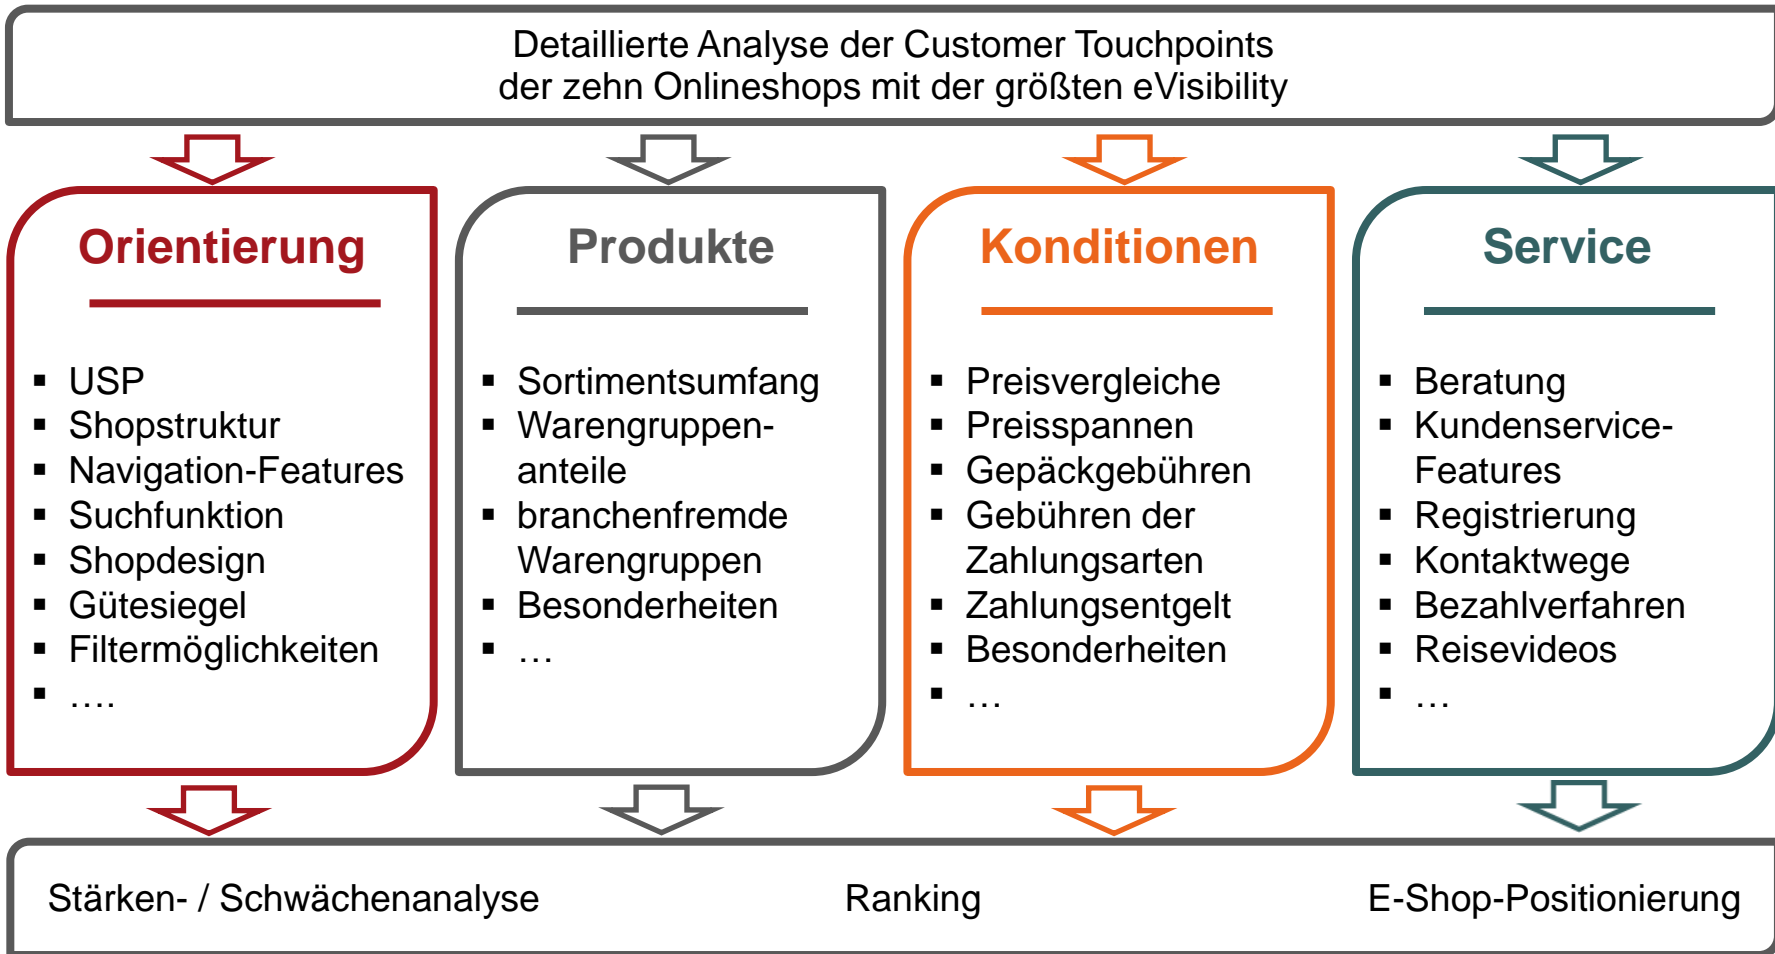 Detaillierte Analyse der Customer Touchpoints
der zehn Onlineshops mit der größten eVisibility
Orientierung
▪ USP
▪ Shopstruktur
▪ Navigation-Features
▪ Suchfunktion
▪ Shopdesign
▪ Gütesiegel
▪ Filtermöglichkeiten
▪ ….
Produkte
▪ Sortimentsumfang
▪ Warengruppen-
anteile
▪ branchenfremde
Warengruppen
▪ Besonderheiten
▪ …
Konditionen
▪ Preisvergleiche
▪ Preisspannen
▪ Gepäckgebühren
▪ Gebühren der
Zahlungsarten
▪ Zahlungsentgelt
▪ Besonderheiten
▪ …
Service
▪ Beratung
▪ Kundenservice-
Features
▪ Registrierung
▪ Kontaktwege
▪ Bezahlverfahren
▪ Reisevideos
▪ …
Stärken- / Schwächenanalyse
Ranking
E-Shop-Positionierung